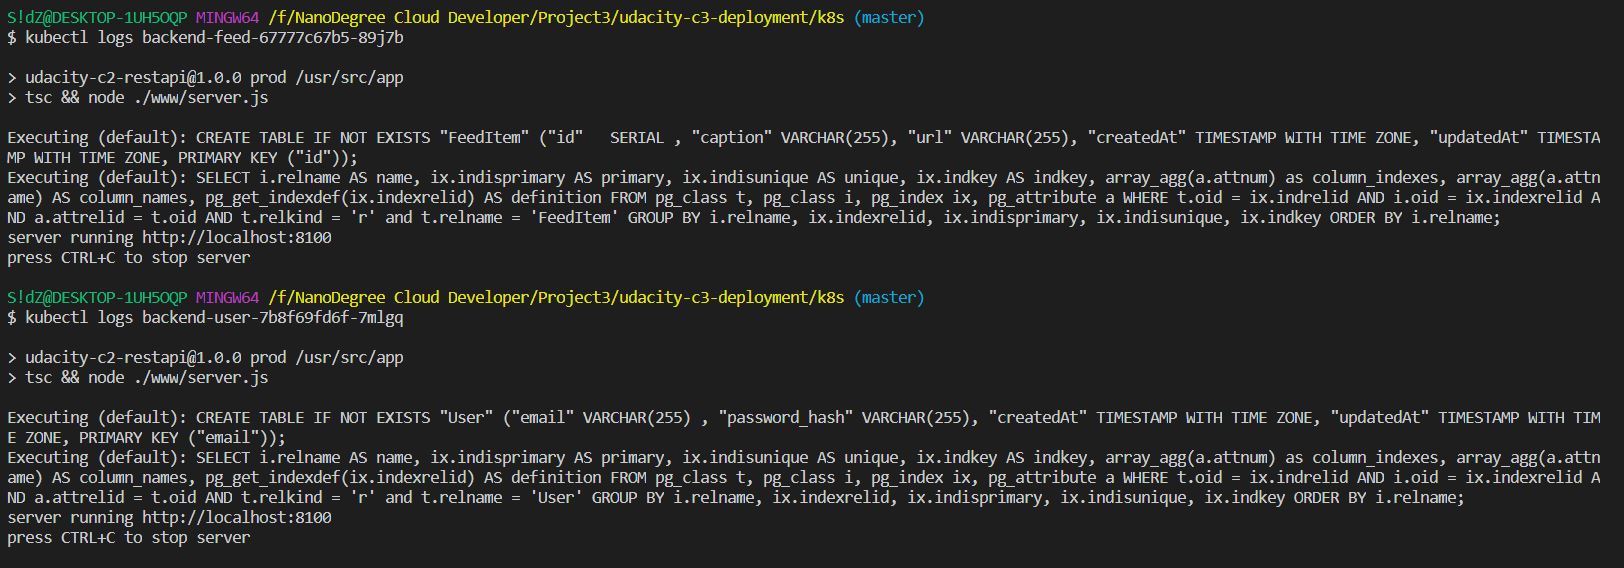 S!dZ@DESKTOP-1UH5OQP MINGW64 /f/NanoDegree Cloud Developer/Project3/udacity-c3-deployment/k8s (master)
$ kubectl logs backend-feed-67777c67b5-89j7b
> udacity-c2-restapi@1.0.0 prod /usr/src/app
> tsc && node ./www/server.js
Executing (default): CREATE TABLE IF NOT EXISTS "FeedItem" ("id"   SERIAL , "caption" VARCHAR(255), "url" VARCHAR(255), "createdAt" TIMESTAMP WITH TIME ZONE, "updatedAt" TIMESTA
MP WITH TIME ZONE, PRIMARY KEY ("id"));
Executing (default): SELECT i.relname AS name, ix.indisprimary AS primary, ix.indisunique AS unique, ix.indkey AS indkey, array_agg(a.attnum) as column_indexes, array_agg(a.attn
ame) AS column_names, pg_get_indexdef(ix.indexrelid) AS definition FROM pg_class t, pg_class i, pg_index ix, pg_attribute a WHERE t.oid = ix.indrelid AND i.oid = ix.indexrelid A
ND a.attrelid = t.oid AND t.relkind = 'r' and t.relname = 'FeedItem' GROUP BY i.relname, ix.indexrelid, ix.indisprimary, ix.indisunique, ix.indkey ORDER BY i.relname;
server running http://localhost:8100
press CTRL+C to stop server
S!dZ@DESKTOP-1UH5OQP MINGW64 /f/NanoDegree Cloud Developer/Project3/udacity-c3-deployment/k8s (master)
$ kubectl logs backend-user-7b8f69fd6f-7mlgq
> udacity-c2-restapi@1.0.0 prod /usr/src/app
> tsc && node ./www/server.js
Executing (default): CREATE TABLE IF NOT EXISTS "User" ("email" VARCHAR(255) , "password_hash" VARCHAR(255), "createdAt" TIMESTAMP WITH TIME ZONE, "updatedAt" TIMESTAMP WITH TIM
E ZONE, PRIMARY KEY ("email"));
Executing (default): SELECT i.relname AS name, ix.indisprimary AS primary, ix.indisunique AS unique, ix.indkey AS indkey, array_agg(a.attnum) as column_indexes, array_agg(a.attn
ame) AS column_names, pg_get_indexdef(ix.indexrelid) AS definition FROM pg_class t, pg_class i, pg_index ix, pg_attribute a WHERE t.oid = ix.indrelid AND i.oid = ix.indexrelid A
ND a.attrelid = t.oid AND t.relkind = 'r' and t.relname = 'User' GROUP BY i.relname, ix.indexrelid, ix.indisprimary, ix.indisunique, ix.indkey ORDER BY i.relname;
server running http://localhost:8100
press CTRL+C to stop server